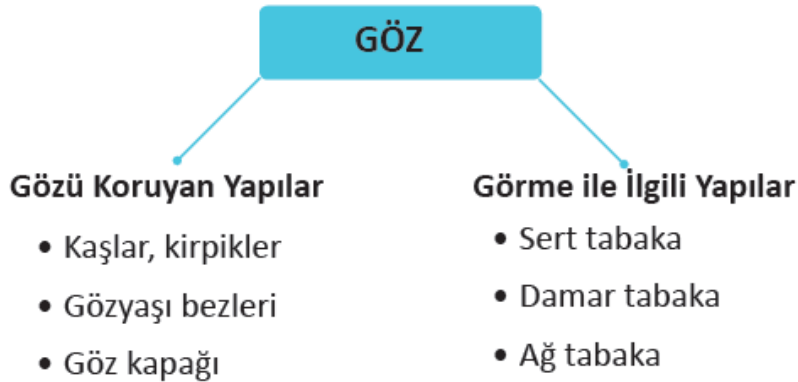 GÖZ
Gözü Koruyan Yapılar
• Kaşlar, kirpikler
• Gözyaşı bezleri
• Göz kapağı
Görme ile İlgili Yapılar
• Sert tabaka
• Damar tabaka
• Ağ tabaka